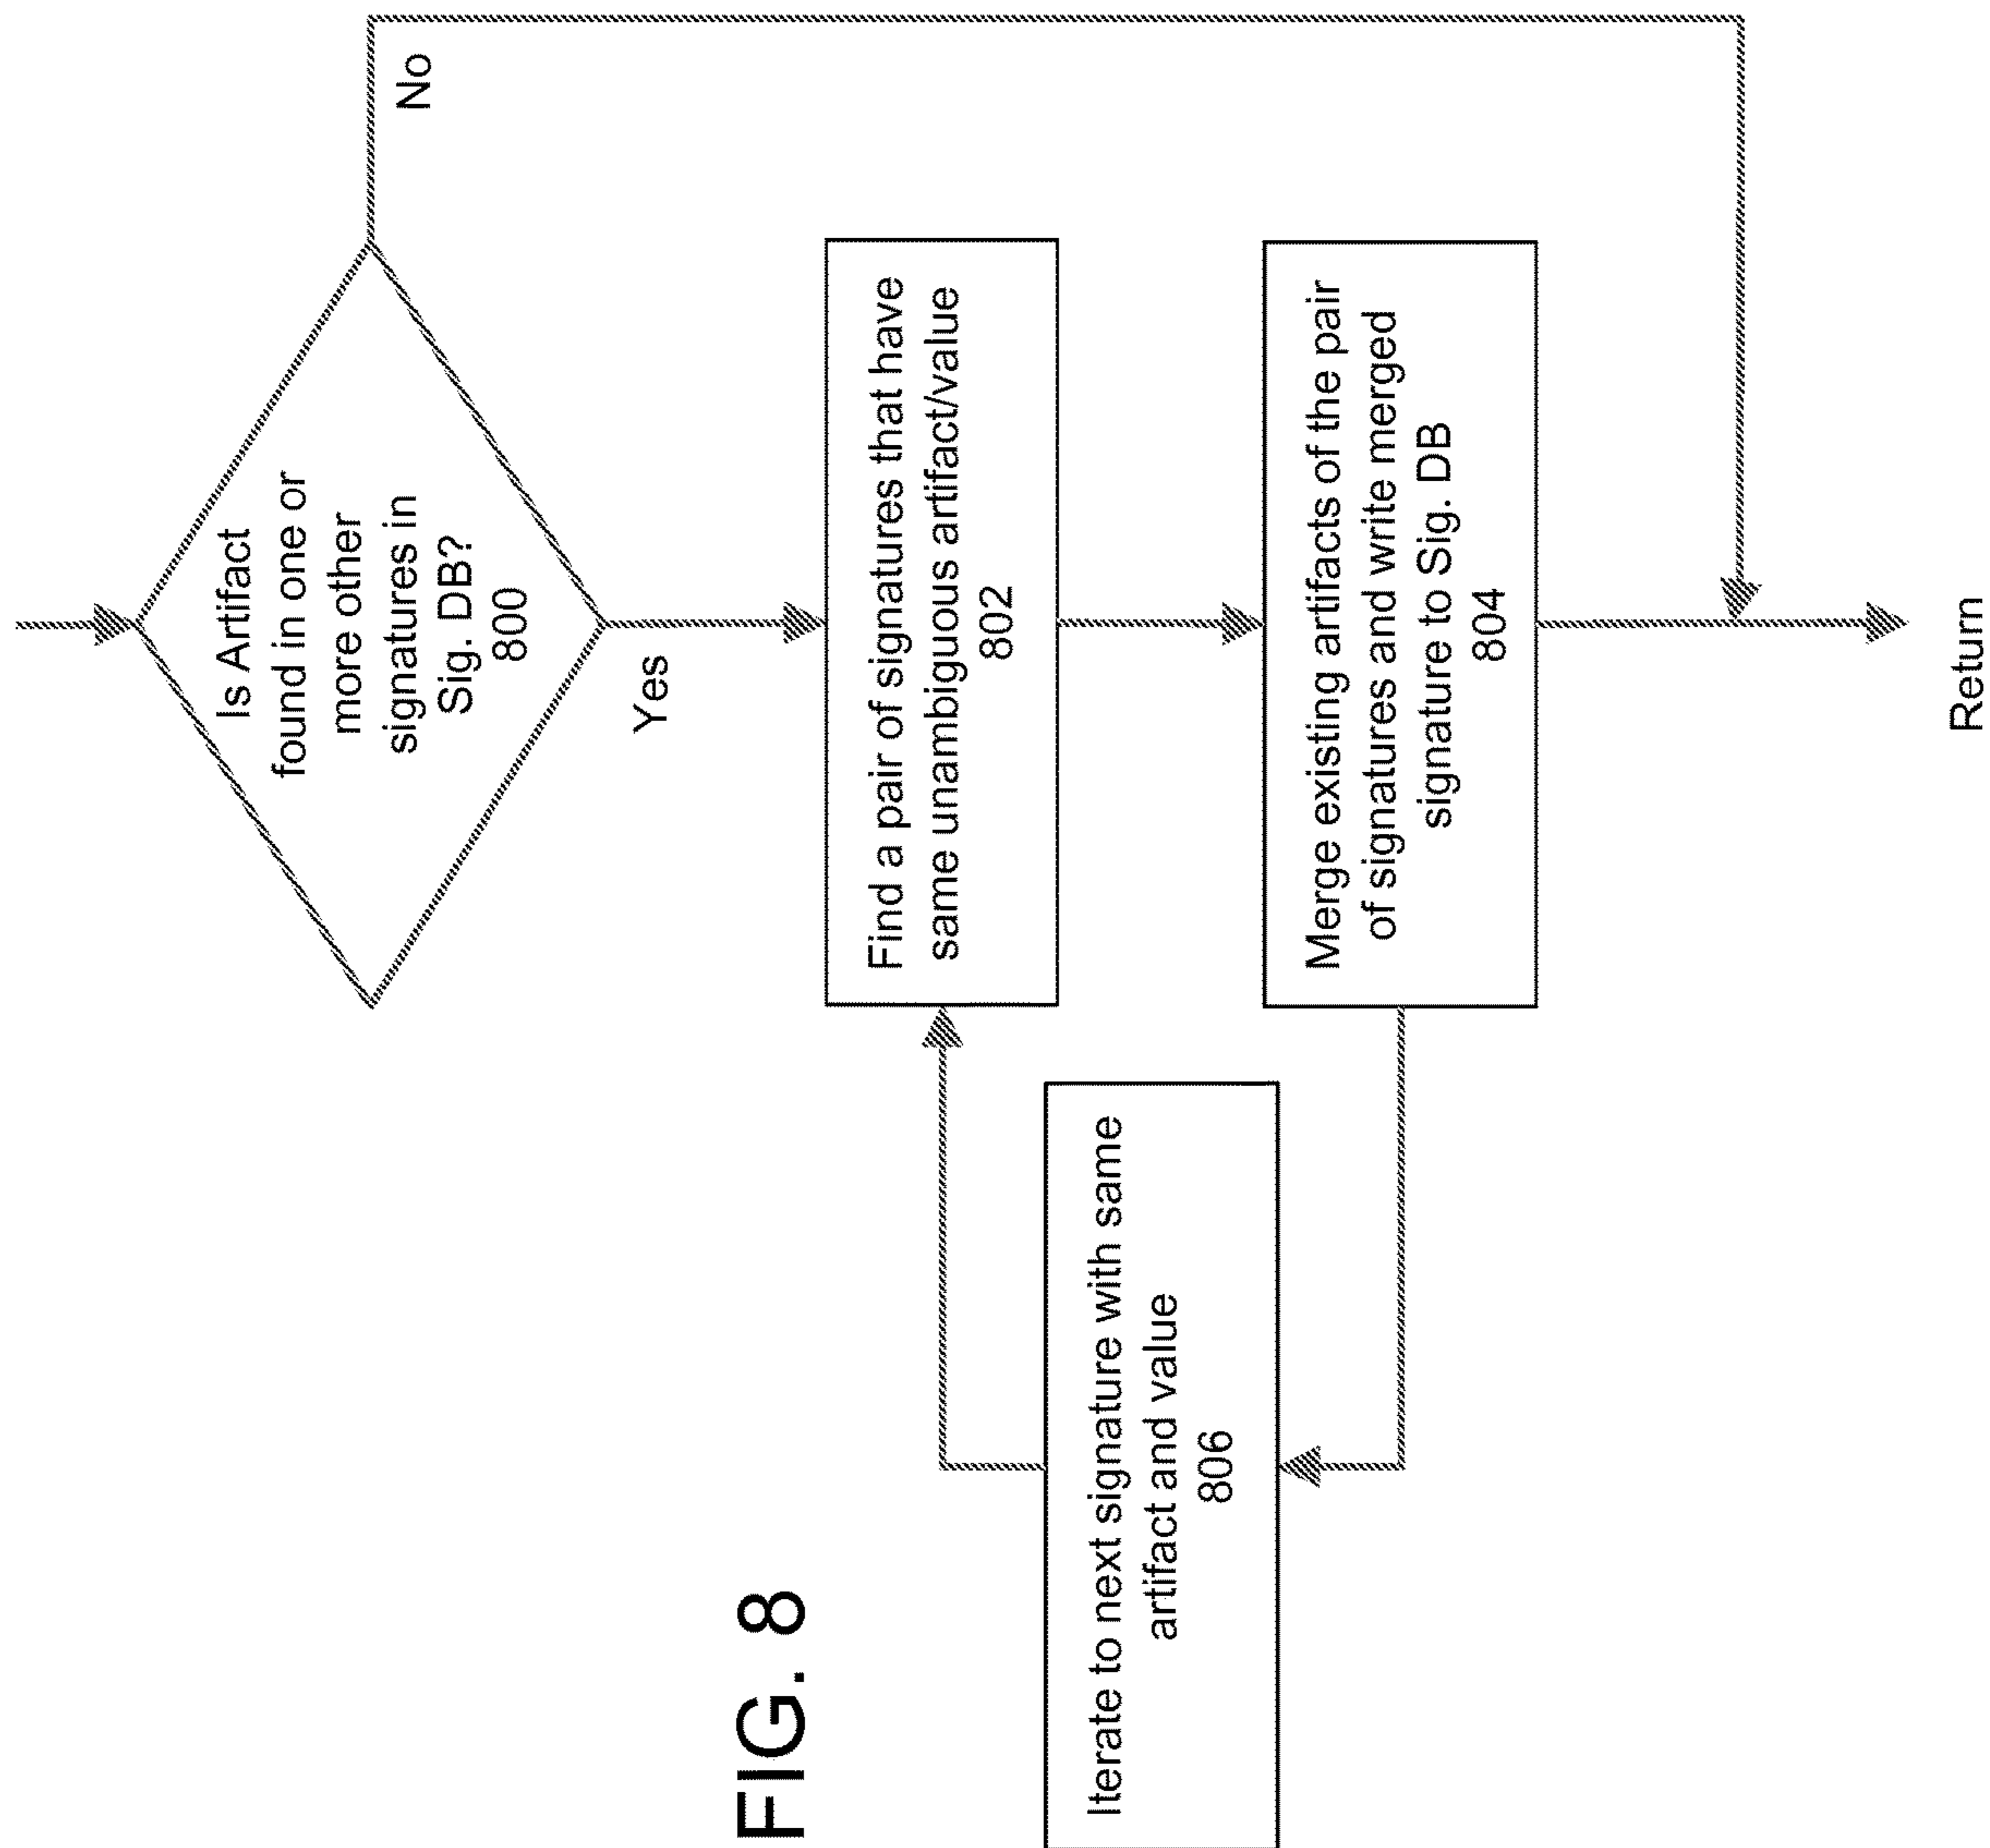 Is Artifact
found in one or
more other
signatures in
Sig. DB?
800
No
Yes
Find a pair of signatures that have
same unambiguous artifact/value
802
Merge existing artifacts of the pair
of signatures and write merged
signature to Sig. DB
804
Iterate to next signature with same
artifact and value
806
Return
FIG. 8